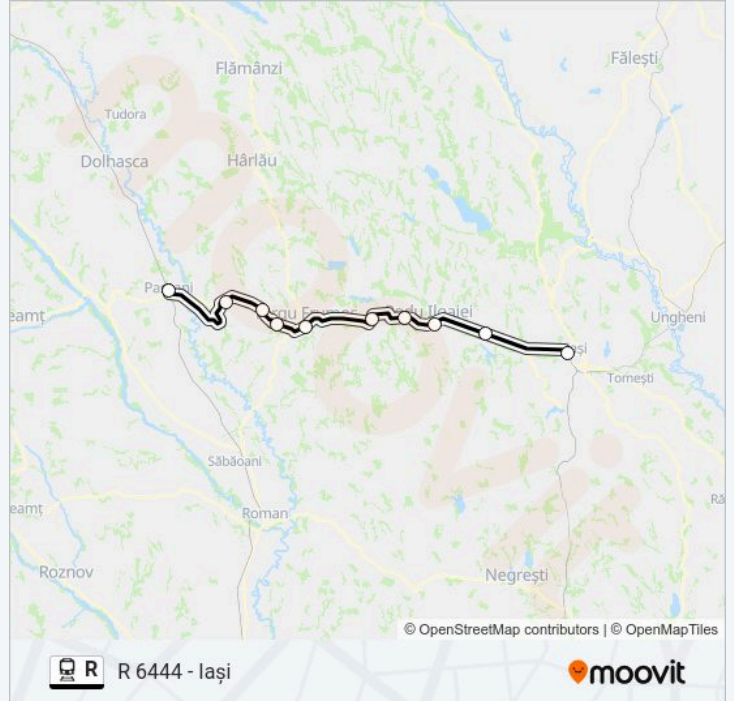 Fălești
Flămânzi
Tudora
Dolhasca
Hârlău
Ungheni
eamț
Tomești
Săbăoani
Roman
eamț
Roznov
Negrești
© OpenStreetMap contributors | © OpenMapTiles
R R 6444 - Iași
moovit